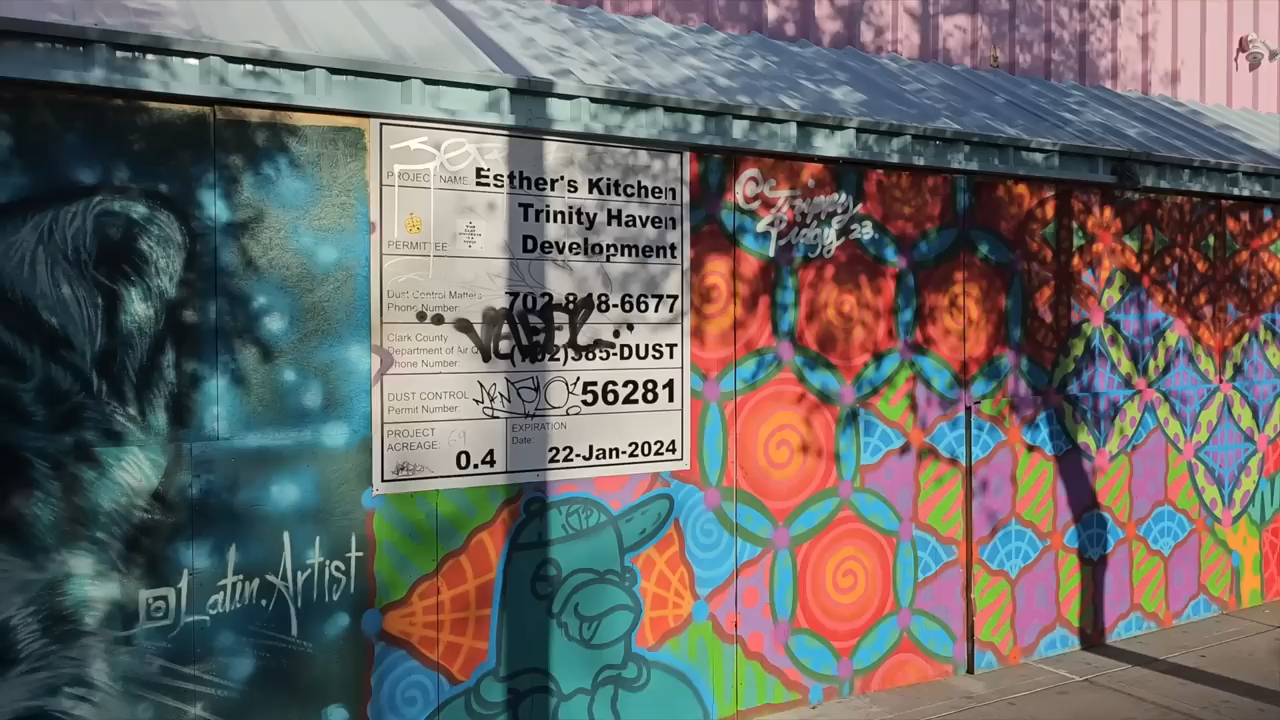 PROJECT NAME: Esther's Kitchen
Trinity Haven
PERMITTEE Development
Dust Control Matters
Phone Number: 702-848-6677
Clark County
Department of Air Q
Phone Number: (702)385-DUST
DUST CONTROL
Permit Number: 56281
PROJECT
ACREAGE: 0.4
EXPIRATION
Date: 22-Jan-2024
@C.Trippy
Pudgy 23.
Latin.Artist